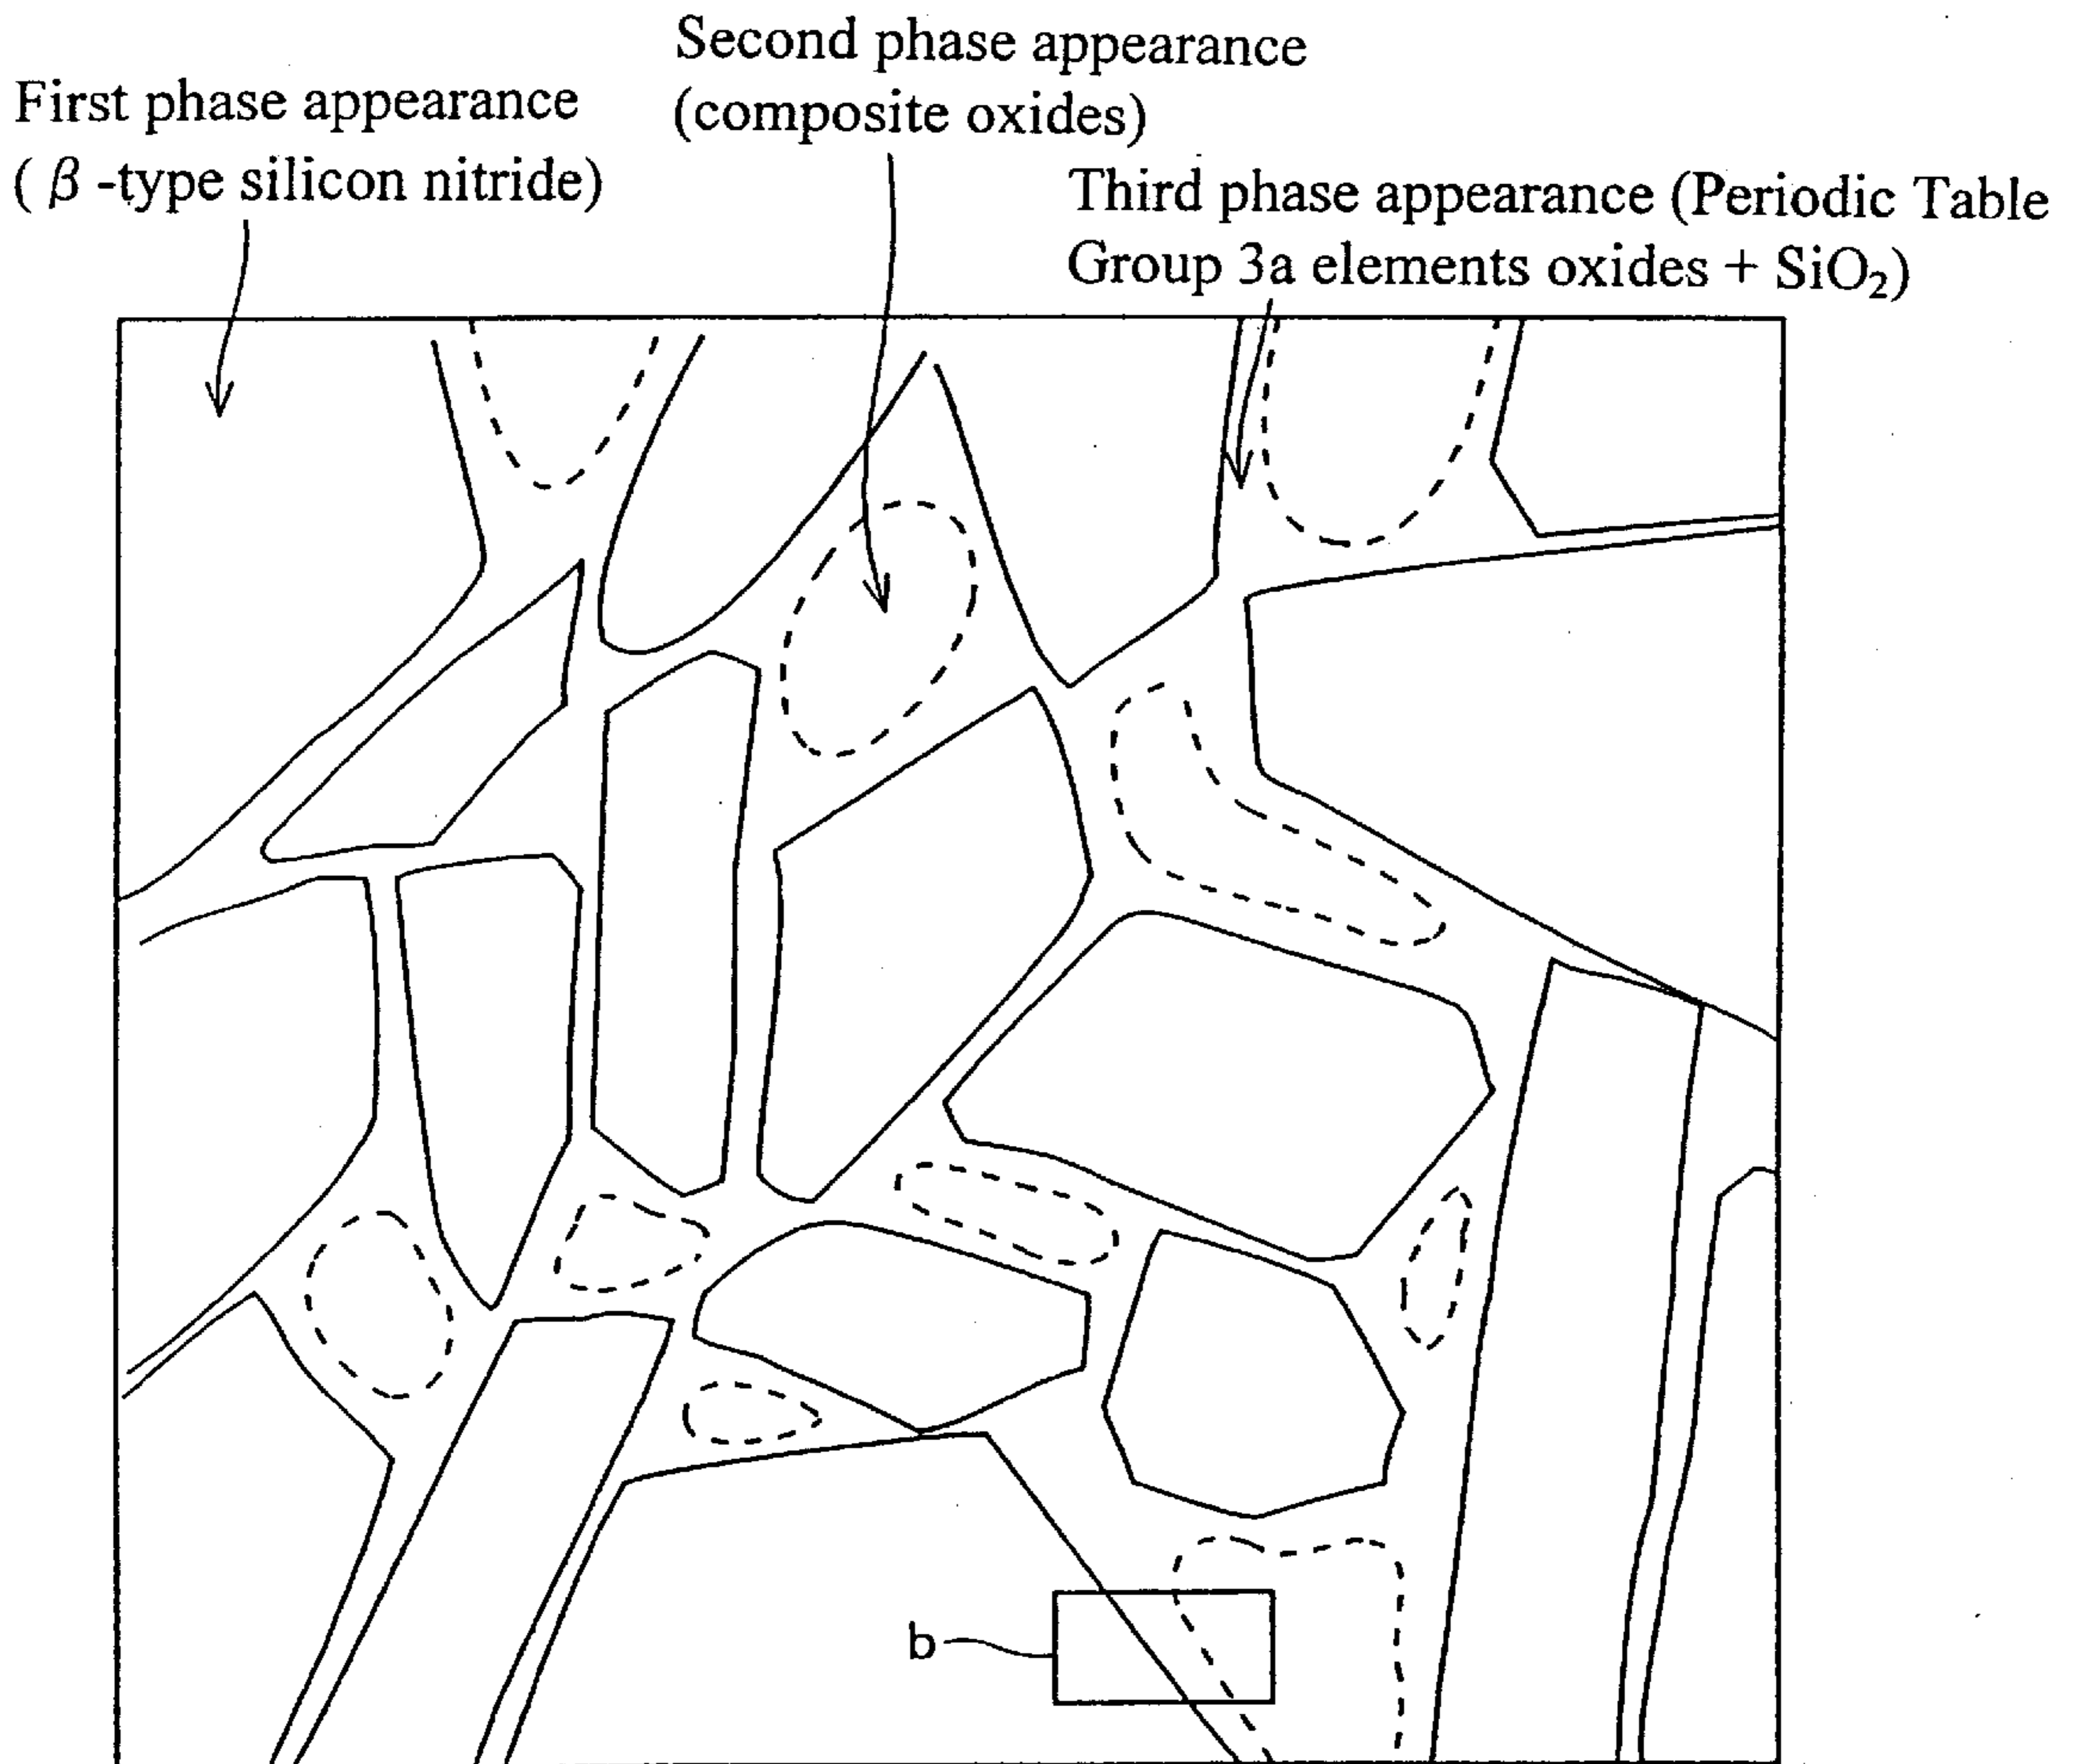 Second phase appearance
(composite oxides)
First phase appearance
( β -type silicon nitride)
Third phase appearance (Periodic Table
Group 3a elements oxides + SiO₂)
b